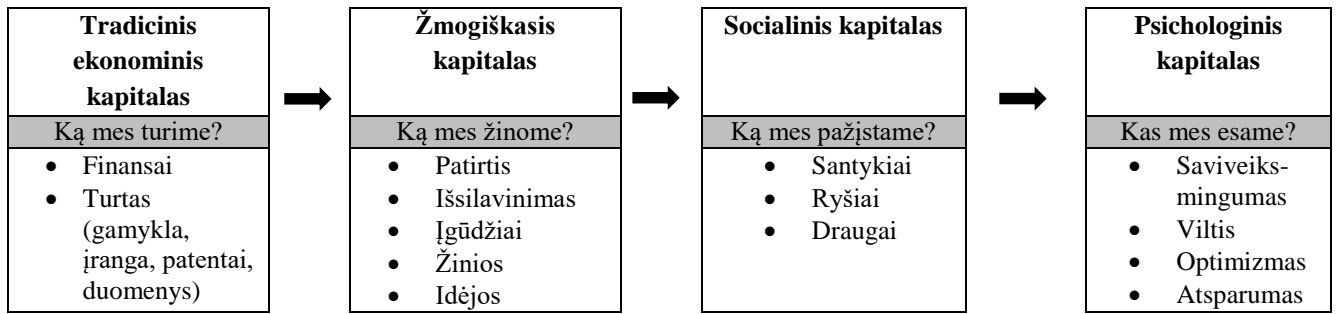 Tradicinis
ekonominis
kapitalas
Ką mes turime?
• Finansai
• Turtas
(gamykla,
įranga, patentai,
duomenys)
Žmogiškasis
kapitalas
Ką mes žinome?
• Patirtis
• Išsilavinimas
• Įgūdžiai
• Žinios
• Idėjos
Socialinis kapitalas
Ką mes pažįstame?
• Santykiai
• Ryšiai
• Draugai
Psichologinis
kapitalas
Kas mes esame?
• Saviveiks-
mingumas
• Viltis
• Optimizmas
• Atsparumas